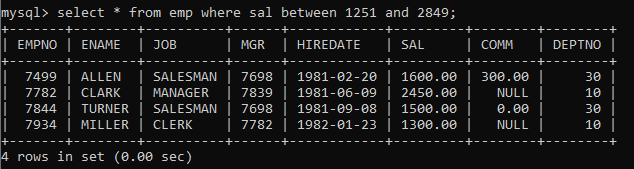 mysql> select * from emp where sal between 1251 and 2849;
+-------+--------+----------+------+------------+---------+--------+--------+
| EMPNO | ENAME  | JOB      | MGR  | HIREDATE   | SAL     | COMM   | DEPTNO |
+-------+--------+----------+------+------------+---------+--------+--------+
|  7499 | ALLEN  | SALESMAN | 7698 | 1981-02-20 | 1600.00 | 300.00 |     30 |
|  7782 | CLARK  | MANAGER  | 7839 | 1981-06-09 | 2450.00 |   NULL |     10 |
|  7844 | TURNER | SALESMAN | 7698 | 1981-09-08 | 1500.00 |   0.00 |     30 |
|  7934 | MILLER | CLERK    | 7782 | 1982-01-23 | 1300.00 |   NULL |     10 |
+-------+--------+----------+------+------------+---------+--------+--------+
4 rows in set (0.00 sec)